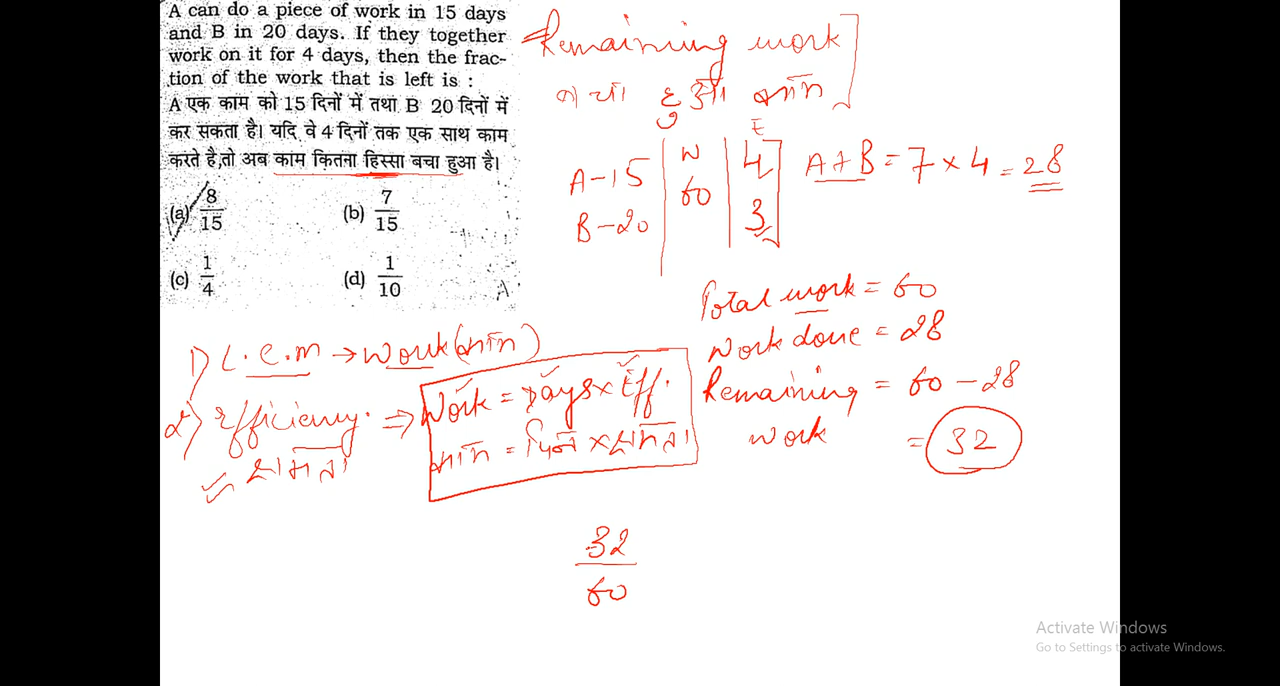 A can do a piece of work in 15 days
and B in 20 days. If they together
work on it for 4 days, then the frac-
tion of the work that is left is :
A एक काम को 15 दिनों में तथा B 20 दिनों में
कर सकता है। यदि वे 4 दिनों तक एक साथ काम
करते है,तो अब काम कितना हिस्सा बचा हुआ है।
(a) 8/15 (b) 7/15
(c) 1/4 (d) 1/10
Remaining work
बचा हुआ काम
A-15
B-20
W
60
E
4
3
A+B = 7 × 4 = 28
Total work = 60
Work done = 28
Remaining = 60 - 28
work = 32
1) L.C.M → Work (काम)
2) Efficiency. ⇒
क्षमता
Work = Days × Eff.
काम = दिन × क्षमता
32
60
Activate Windows
Go to Settings to activate Windows.